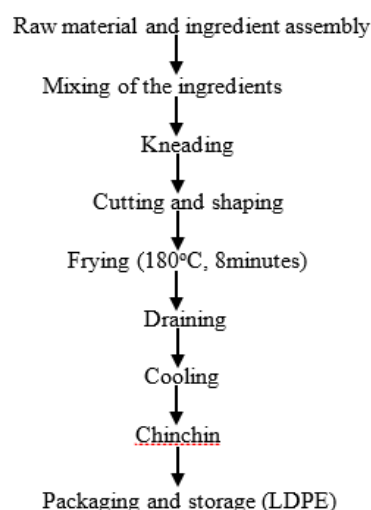 Raw material and ingredient assembly
Mixing of the ingredients
Kneading
Cutting and shaping
Frying (180°C, 8minutes)
Draining
Cooling
Chinchin
Packaging and storage (LDPE)